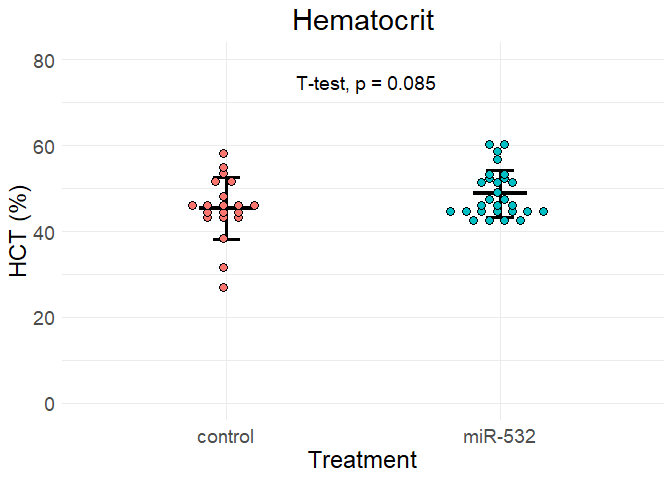 Hematocrit
80
T-test, p = 0.085
60
HCT (%)
40
20
0
control
miR-532
Treatment